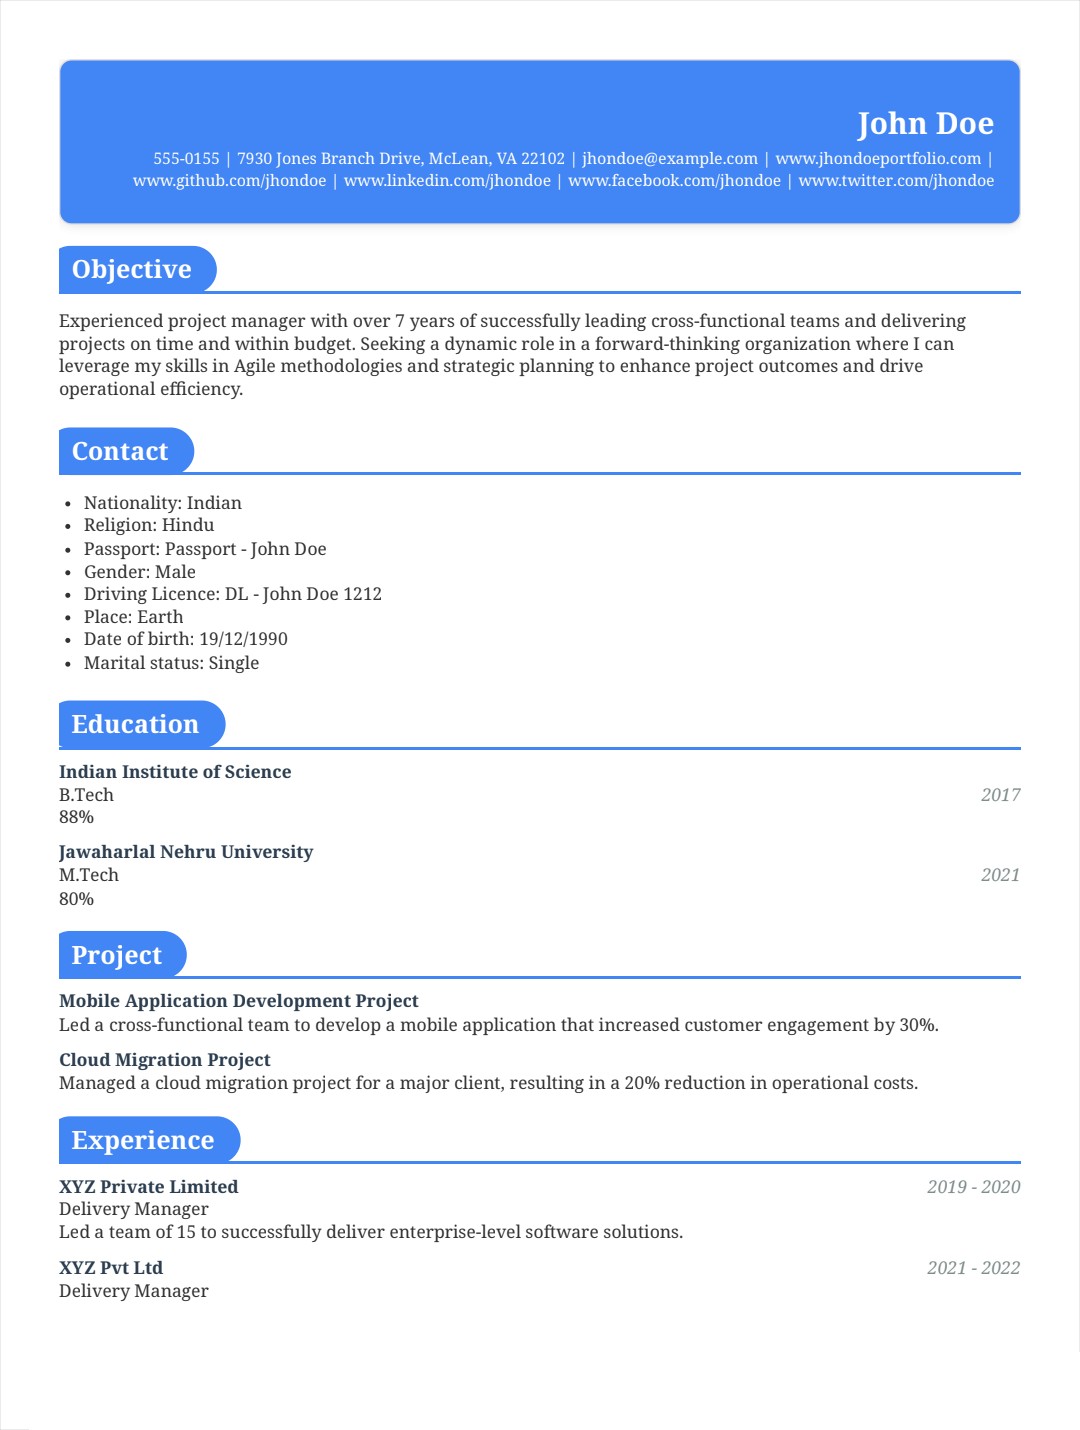 John Doe
555-0155 | 7930 Jones Branch Drive, McLean, VA 22102 | jhondoe@example.com | www.jhondoeportfolio.com |
www.github.com/jhondoe | www.linkedin.com/jhondoe | www.facebook.com/jhondoe | www.twitter.com/jhondoe
Objective
Experienced project manager with over 7 years of successfully leading cross-functional teams and delivering
projects on time and within budget. Seeking a dynamic role in a forward-thinking organization where I can
leverage my skills in Agile methodologies and strategic planning to enhance project outcomes and drive
operational efficiency.
Contact
• Nationality: Indian
• Religion: Hindu
• Passport: Passport - John Doe
• Gender: Male
• Driving Licence: DL - John Doe 1212
• Place: Earth
• Date of birth: 19/12/1990
• Marital status: Single
Education
Indian Institute of Science
B.Tech 2017
88%
Jawaharlal Nehru University
M.Tech 2021
80%
Project
Mobile Application Development Project
Led a cross-functional team to develop a mobile application that increased customer engagement by 30%.
Cloud Migration Project
Managed a cloud migration project for a major client, resulting in a 20% reduction in operational costs.
Experience
XYZ Private Limited 2019 - 2020
Delivery Manager
Led a team of 15 to successfully deliver enterprise-level software solutions.
XYZ Pvt Ltd 2021 - 2022
Delivery Manager